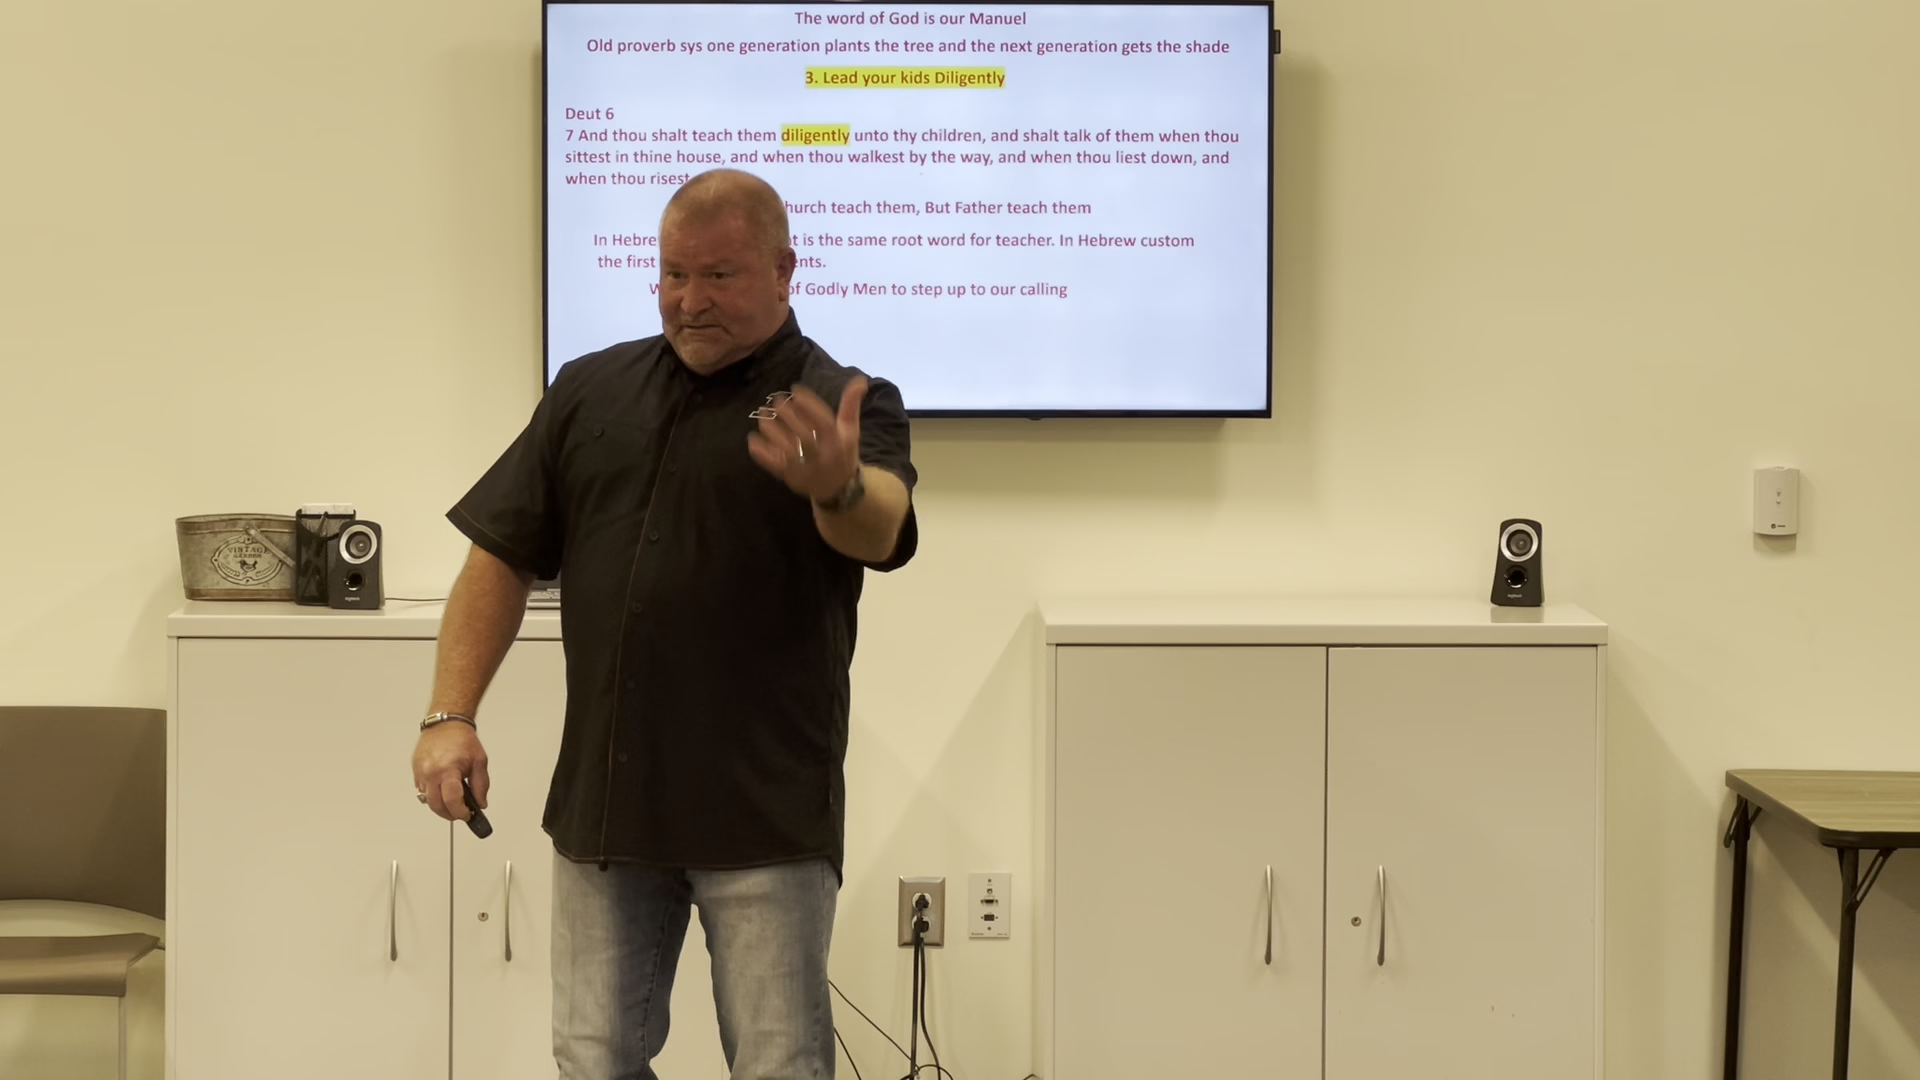 The word of God is our Manuel
Old proverb sys one generation plants the tree and the next generation gets the shade
3. Lead your kids Diligently
Deut 6
7 And thou shalt teach them diligently unto thy children, and shalt talk of them when thou
sittest in thine house, and when thou walkest by the way, and when thou liest down, and
when thou risest
teach them, But Father teach them
In is the same root word for teacher. In Hebrew custom
the first
of Godly Men to step up to our calling
VINTAGE